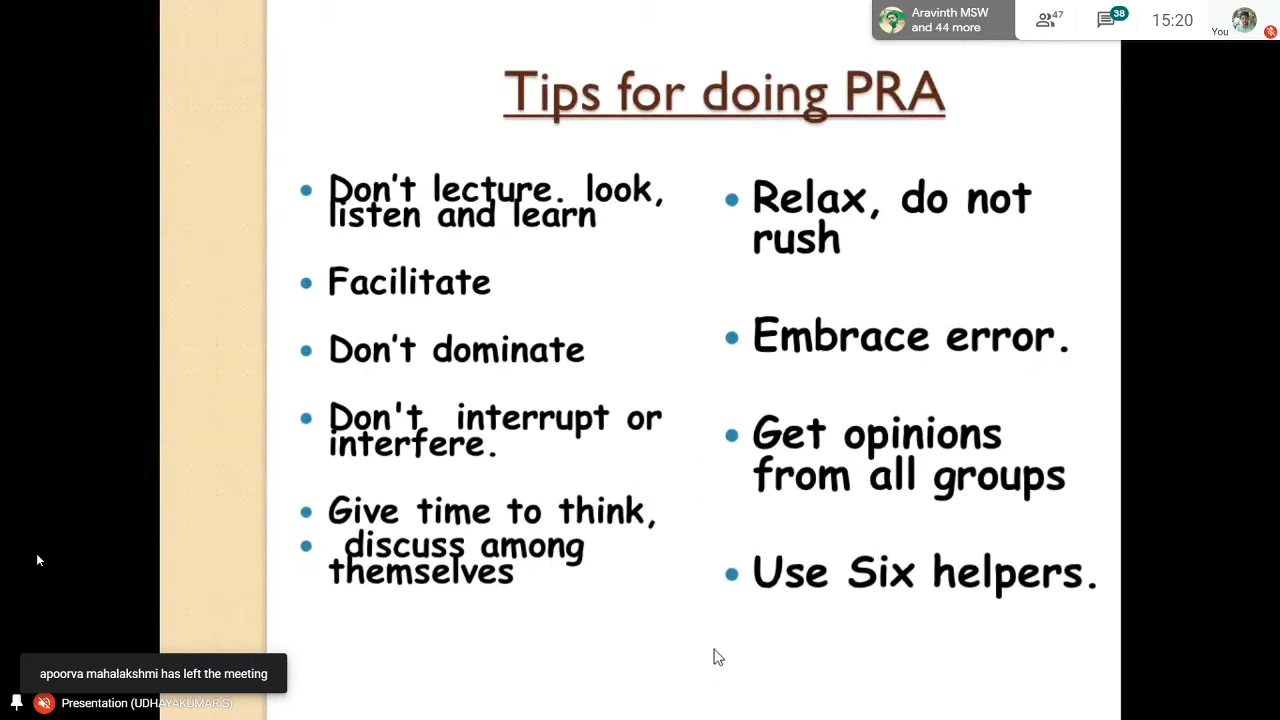 Aravinth MSW
and 44 more
47
38
15:20
You
Tips for doing PRA
• Don't lecture. look,
listen and learn
• Facilitate
• Don't dominate
• Don't interrupt or
interfere.
• Give time to think,
• discuss among
themselves
• Relax, do not
rush
• Embrace error.
• Get opinions
from all groups
• Use Six helpers.
apoorva mahalakshmi has left the meeting
Presentation (UDHAYAKUMAR S)